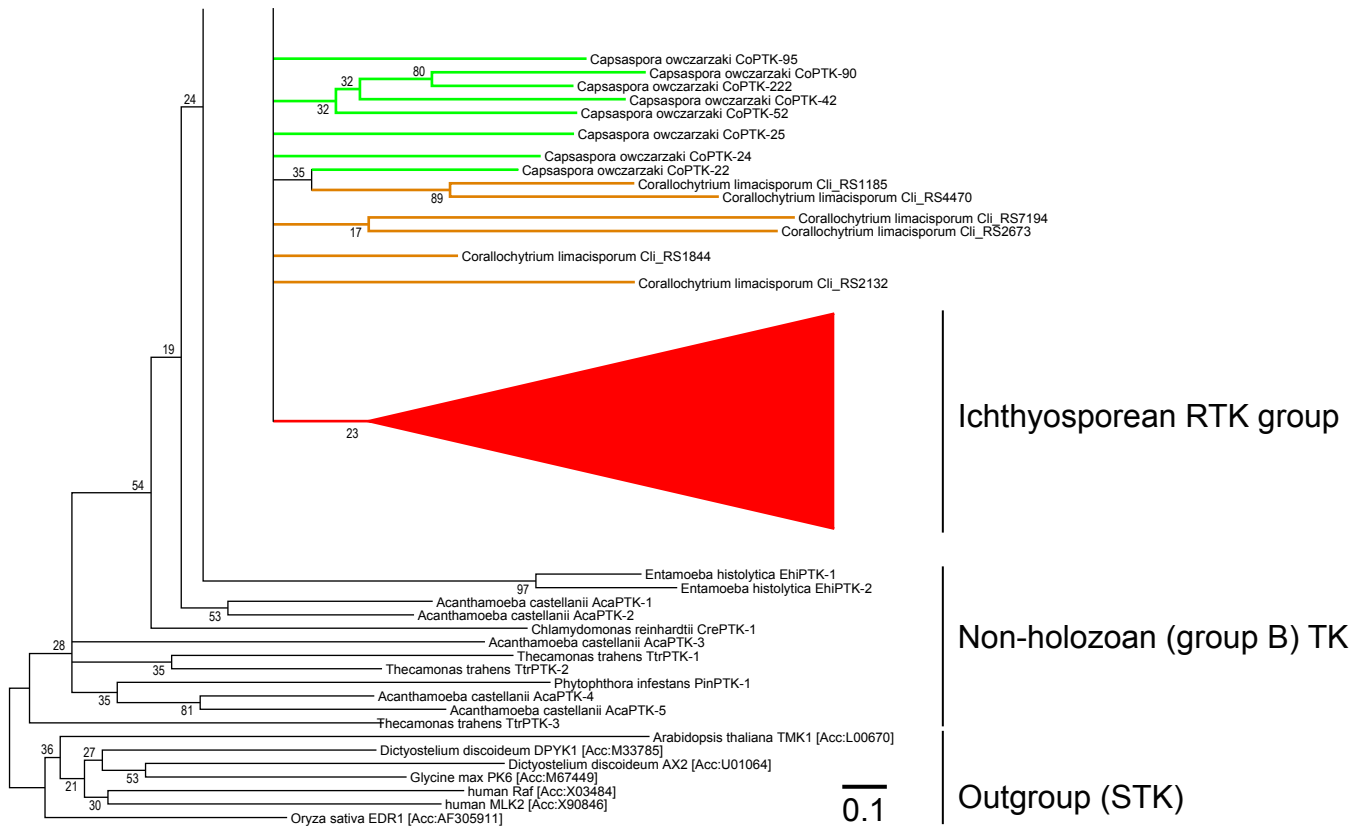 Capsaspora owczarzaki CoPTK-95
80
Capsaspora owczarzaki CoPTK-90
32
Capsaspora owczarzaki CoPTK-222
24
Capsaspora owczarzaki CoPTK-42
32
Capsaspora owczarzaki CoPTK-52
Capsaspora owczarzaki CoPTK-25
Capsaspora owczarzaki CoPTK-24
35
Capsaspora owczarzaki CoPTK-22
Corallochytrium limacisporum Cli_RS1185
89
Corallochytrium limacisporum Cli_RS4470
Corallochytrium limacisporum Cli_RS7194
17
Corallochytrium limacisporum Cli_RS2673
Corallochytrium limacisporum Cli_RS1844
Corallochytrium limacisporum Cli_RS2132
19
Ichthyosporean RTK group
23
54
Entamoeba histolytica EhiPTK-1
97
Entamoeba histolytica EhiPTK-2
Acanthamoeba castellanii AcaPTK-1
53
Acanthamoeba castellanii AcaPTK-2
Chlamydomonas reinhardtii CrePTK-1
Non-holozoan (group B) TK
28
Acanthamoeba castellanii AcaPTK-3
Thecamonas trahens TtrPTK-1
35
Thecamonas trahens TtrPTK-2
Phytophthora infestans PinPTK-1
35
Acanthamoeba castellanii AcaPTK-4
81
Acanthamoeba castellanii AcaPTK-5
Thecamonas trahens TtrPTK-3
Arabidopsis thaliana TMK1 [Acc:L00670]
36
27
Dictyostelium discoideum DPYK1 [Acc:M33785]
Dictyostelium discoideum AX2 [Acc:U01064]
53
Glycine max PK6 [Acc:M67449]
21
human Raf [Acc:X03484]
30
human MLK2 [Acc:X90846]
Oryza sativa EDR1 [Acc:AF305911]
0.1
Outgroup (STK)